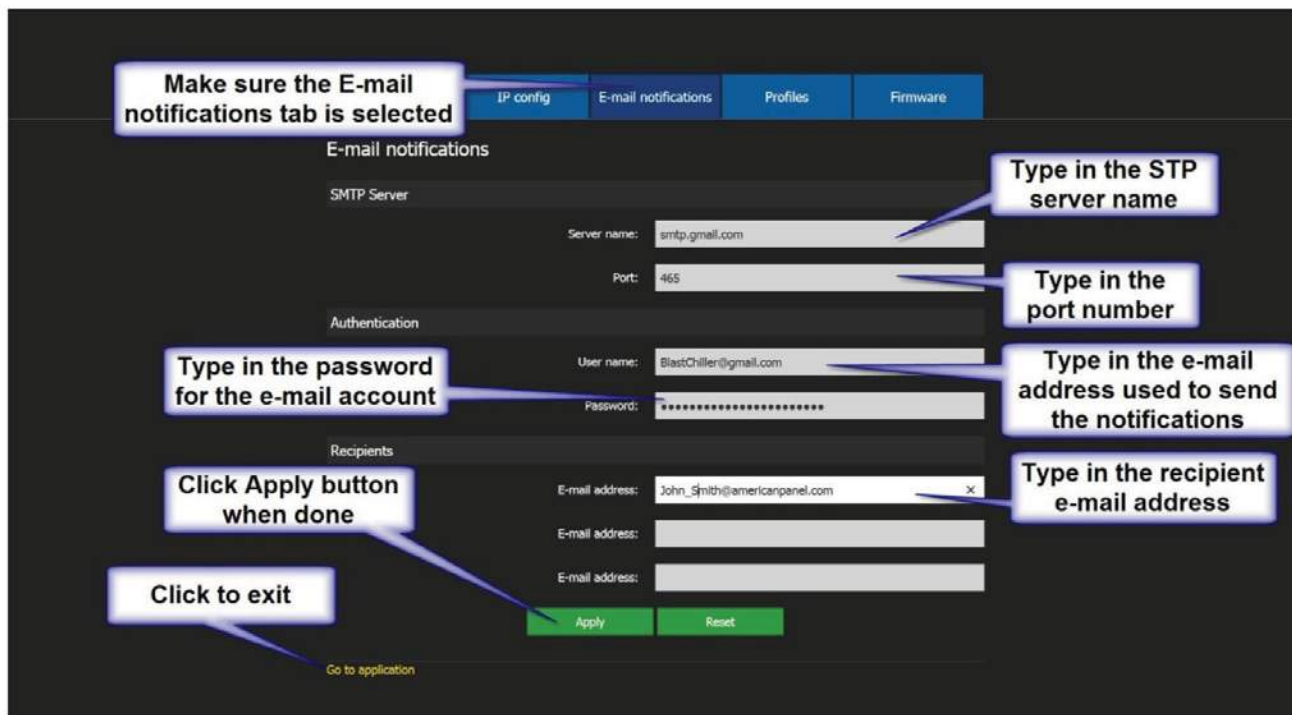 Make sure the E-mail
notifications tab is selected
IP config
E-mail notifications
Profiles
Firmware
E-mail notifications
SMTP Server
Type in the STP
server name
Server name:
smtp.gmail.com
Port:
465
Type in the
port number
Authentication
Type in the password
for the e-mail account
User name:
BlastChiller@gmail.com
Type in the e-mail
address used to send
the notifications
Password:
••••••••••••••••••••••••
Recipients
Click Apply button
when done
E-mail address:
John_Smith@americanpanel.com
×
Type in the recipient
e-mail address
E-mail address:
E-mail address:
Click to exit
Apply
Reset
Go to application